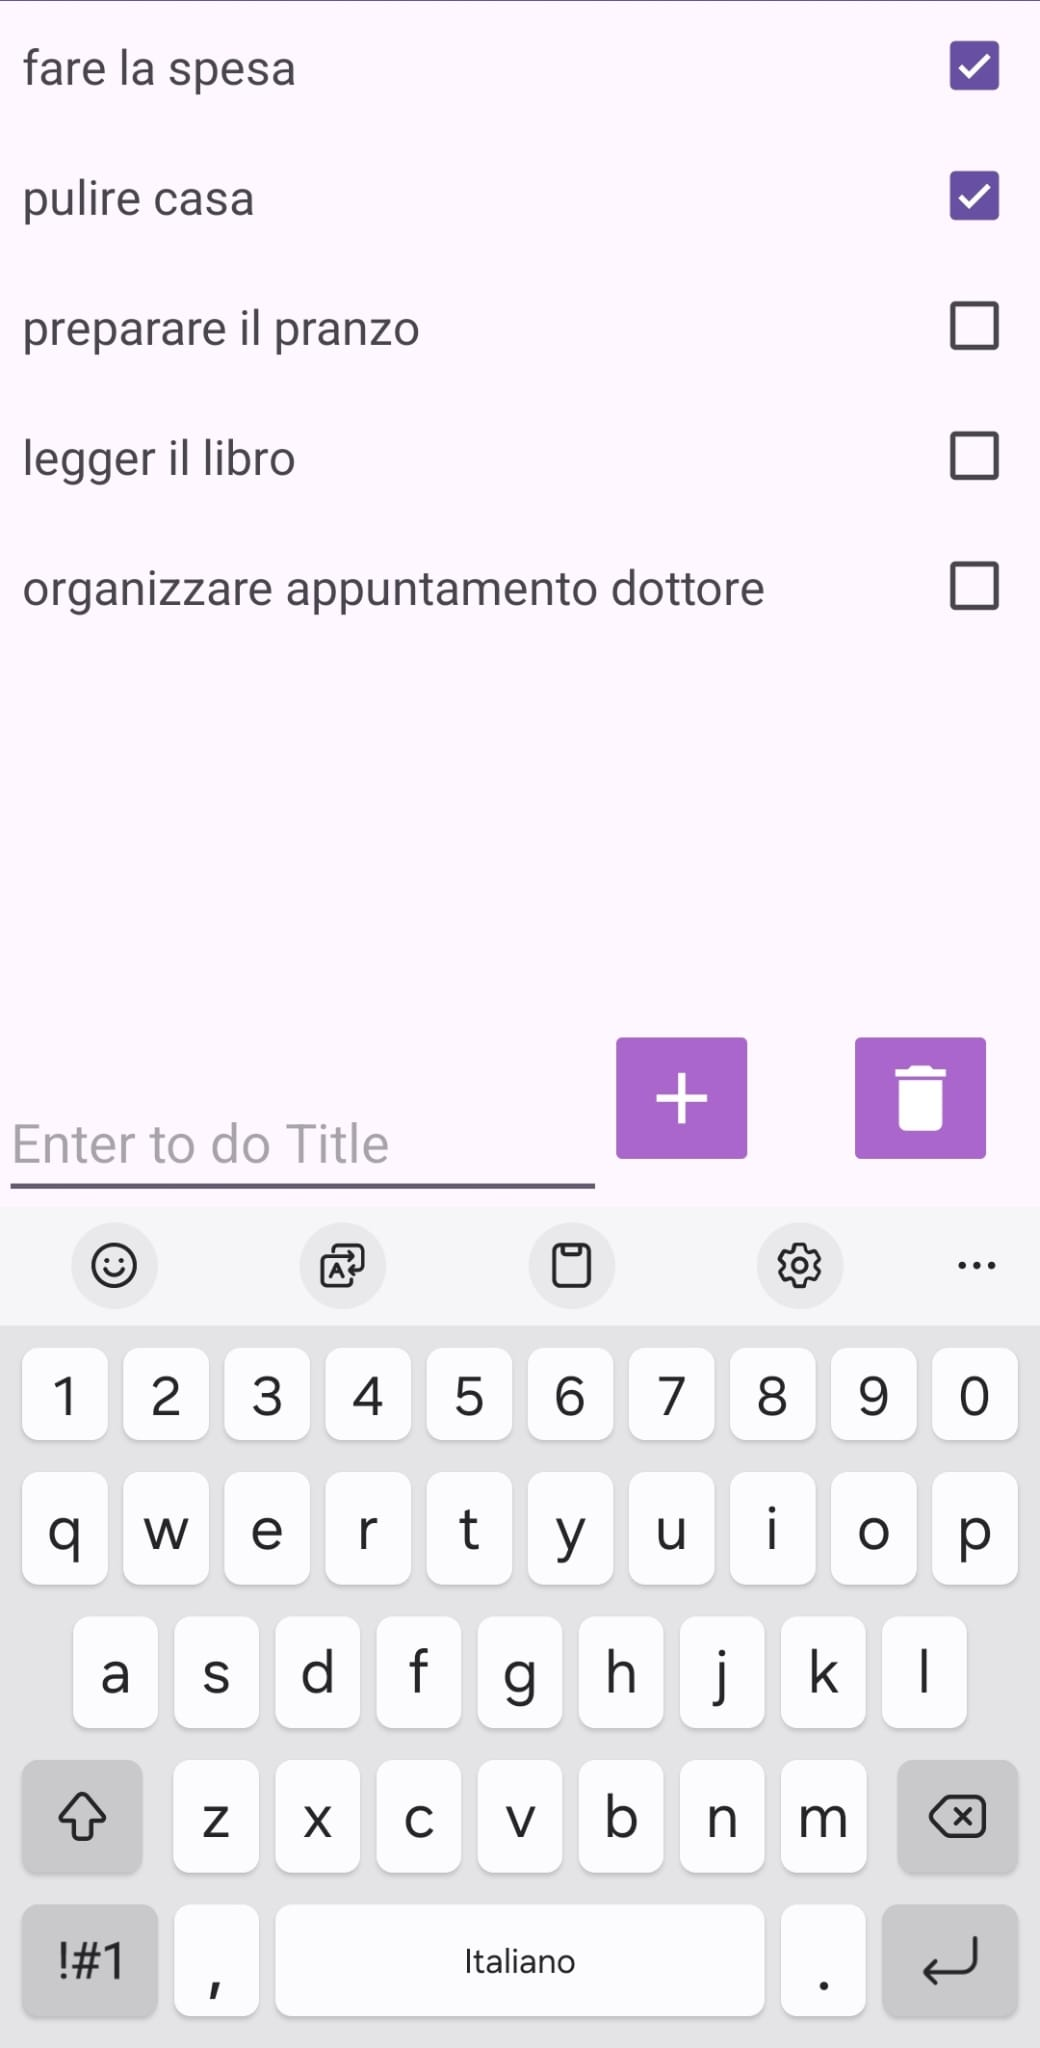 fare la spesa
pulire casa
preparare il pranzo
legger il libro
organizzare appuntamento dottore
Enter to do Title
1 2 3 4 5 6 7 8 9 0
q w e r t y u i o p
a s d f g h j k l
z x c v b n m
!#1 , Italiano .